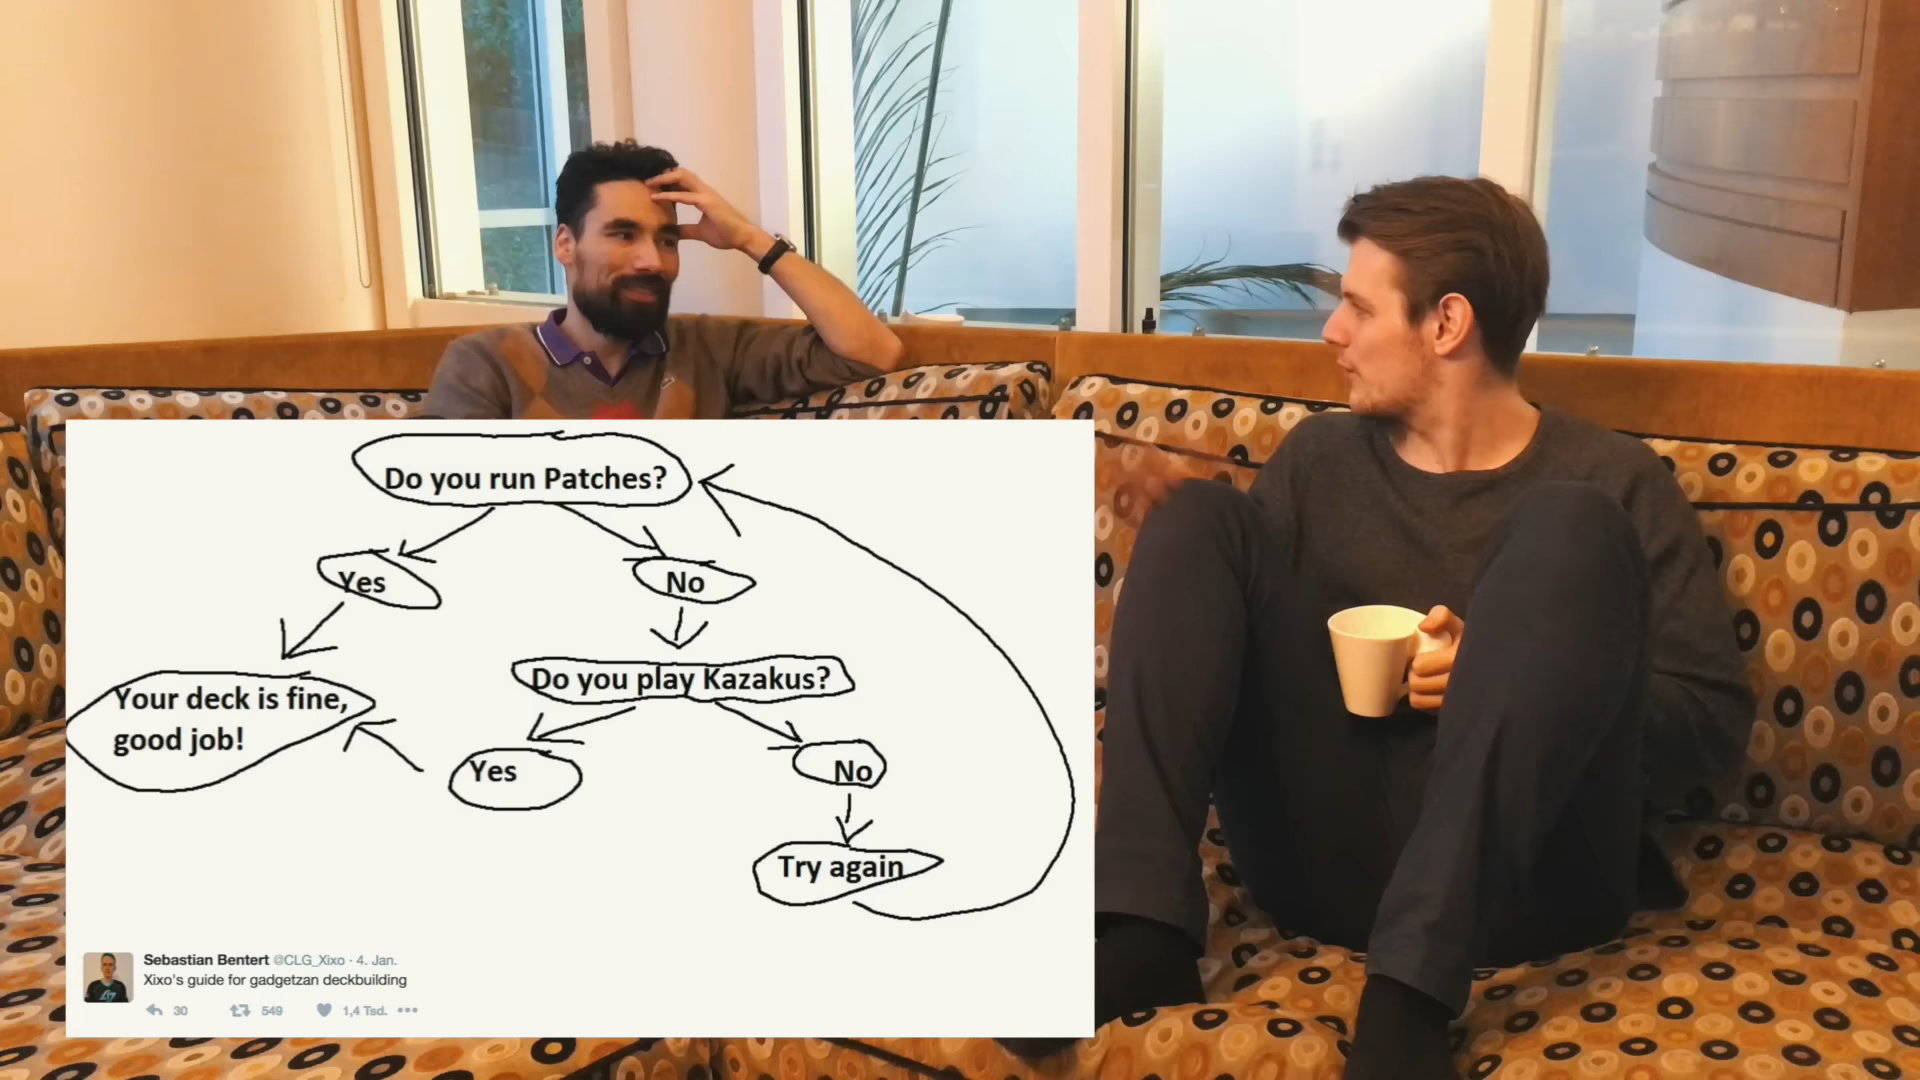 Do you run Patches?
Yes
No
Do you play Kazakus?
Your deck is fine,
good job!
Yes
No
Try again
Sebastian Bentert @CLG_Xixo · 4. Jan.
Xixo's guide for gadgetzan deckbuilding
30 549 1,4 Tsd.